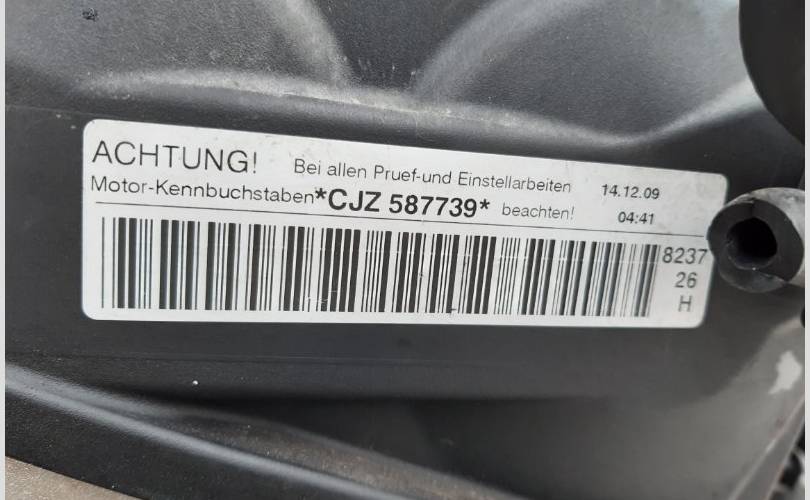 ACHTUNG! Bei allen Pruef-und Einstellarbeiten 14.12.09
Motor-Kennbuchstaben *CJZ 587739* beachten! 04:41
8237
26
H